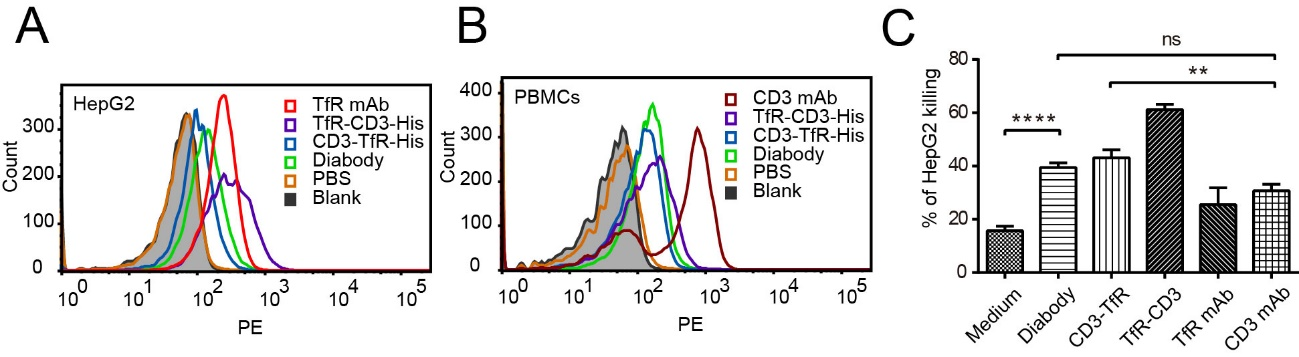 A
HepG2
TfR mAb
TfR-CD3-His
CD3-TfR-His
Diabody
PBS
Blank
Count
300
200
100
0
10^0 10^1 10^2 10^3 10^4 10^5
PE
B
PBMCs
CD3 mAb
TfR-CD3-His
CD3-TfR-His
Diabody
PBS
Blank
Count
400
300
200
100
0
10^0 10^1 10^2 10^3 10^4 10^5
PE
C
ns
**
****
% of HepG2 killing
80
60
40
20
0
Medium
Diabody
CD3-TfR
TfR-CD3
TfR mAb
CD3 mAb